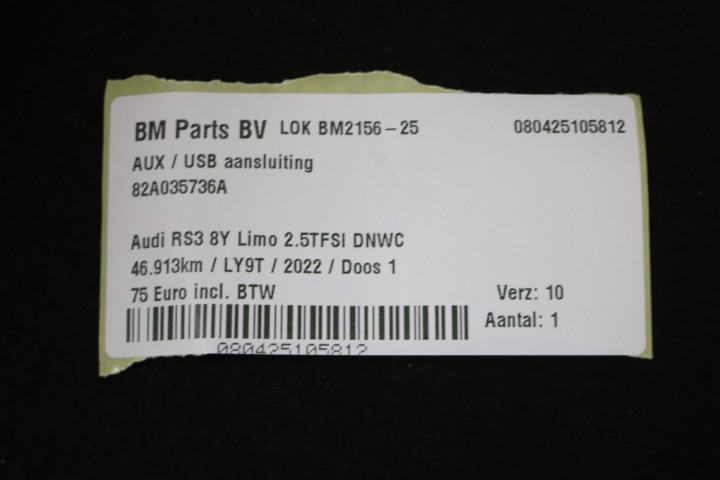 BM Parts BV LOK BM2156-25 080425105812
AUX / USB aansluiting
82A035736A
Audi RS3 8Y Limo 2.5TFSI DNWC
46.913km / LY9T / 2022 / Doos 1
75 Euro incl. BTW Verz: 10
Aantal: 1
080425105812